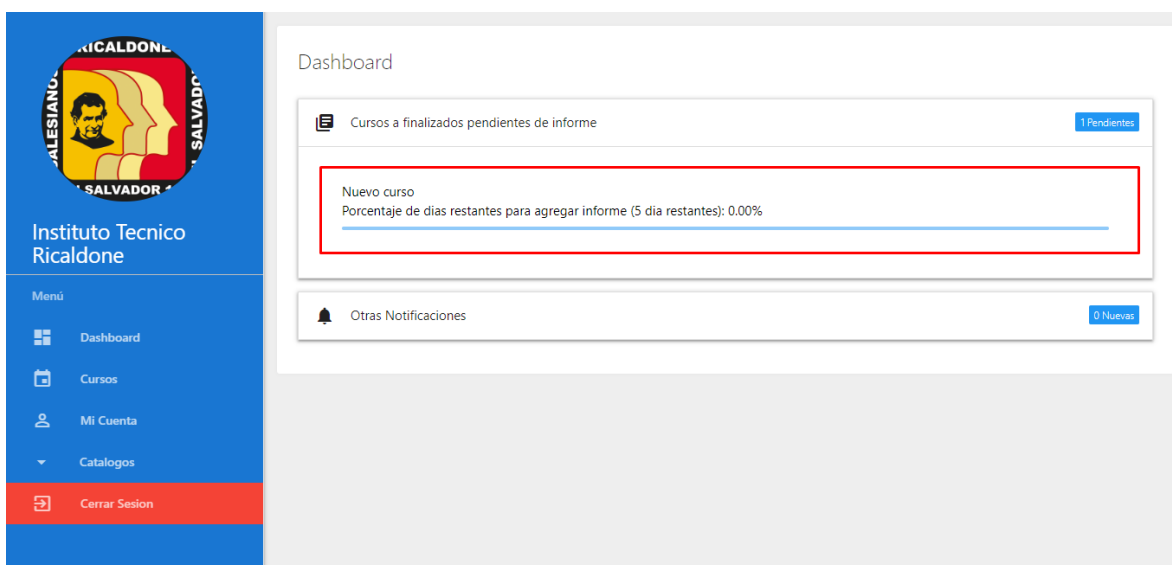 RICALDONE
SALESIANOS
SALVADOR
SALVADOR
Instituto Tecnico
Ricaldone
Menú
Dashboard
Cursos
Mi Cuenta
Catalogos
Cerrar Sesion
Dashboard
Cursos a finalizados pendientes de informe
1 Pendientes
Nuevo curso
Porcentaje de dias restantes para agregar informe (5 dia restantes): 0.00%
Otras Notificaciones
0 Nuevas